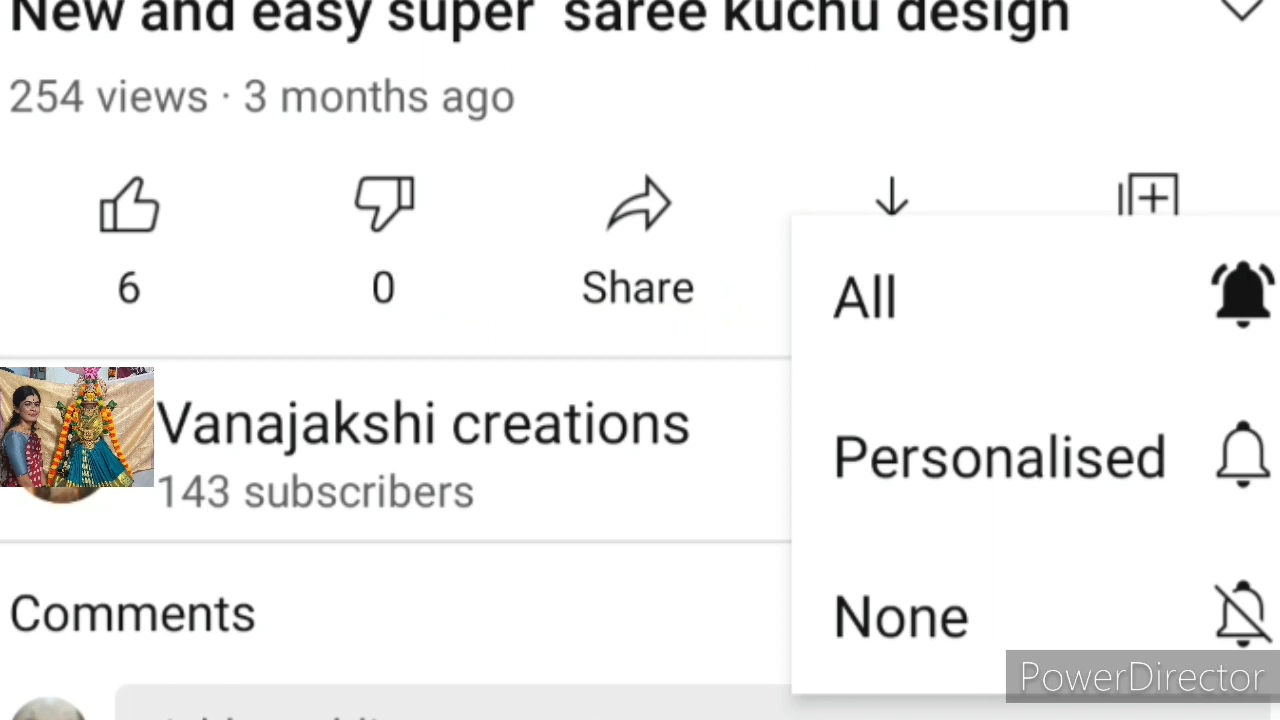 New and easy super saree kuchu design
254 views · 3 months ago
6
0
Share
All
Vanajakshi creations
Personalised
143 subscribers
Comments
None
PowerDirector